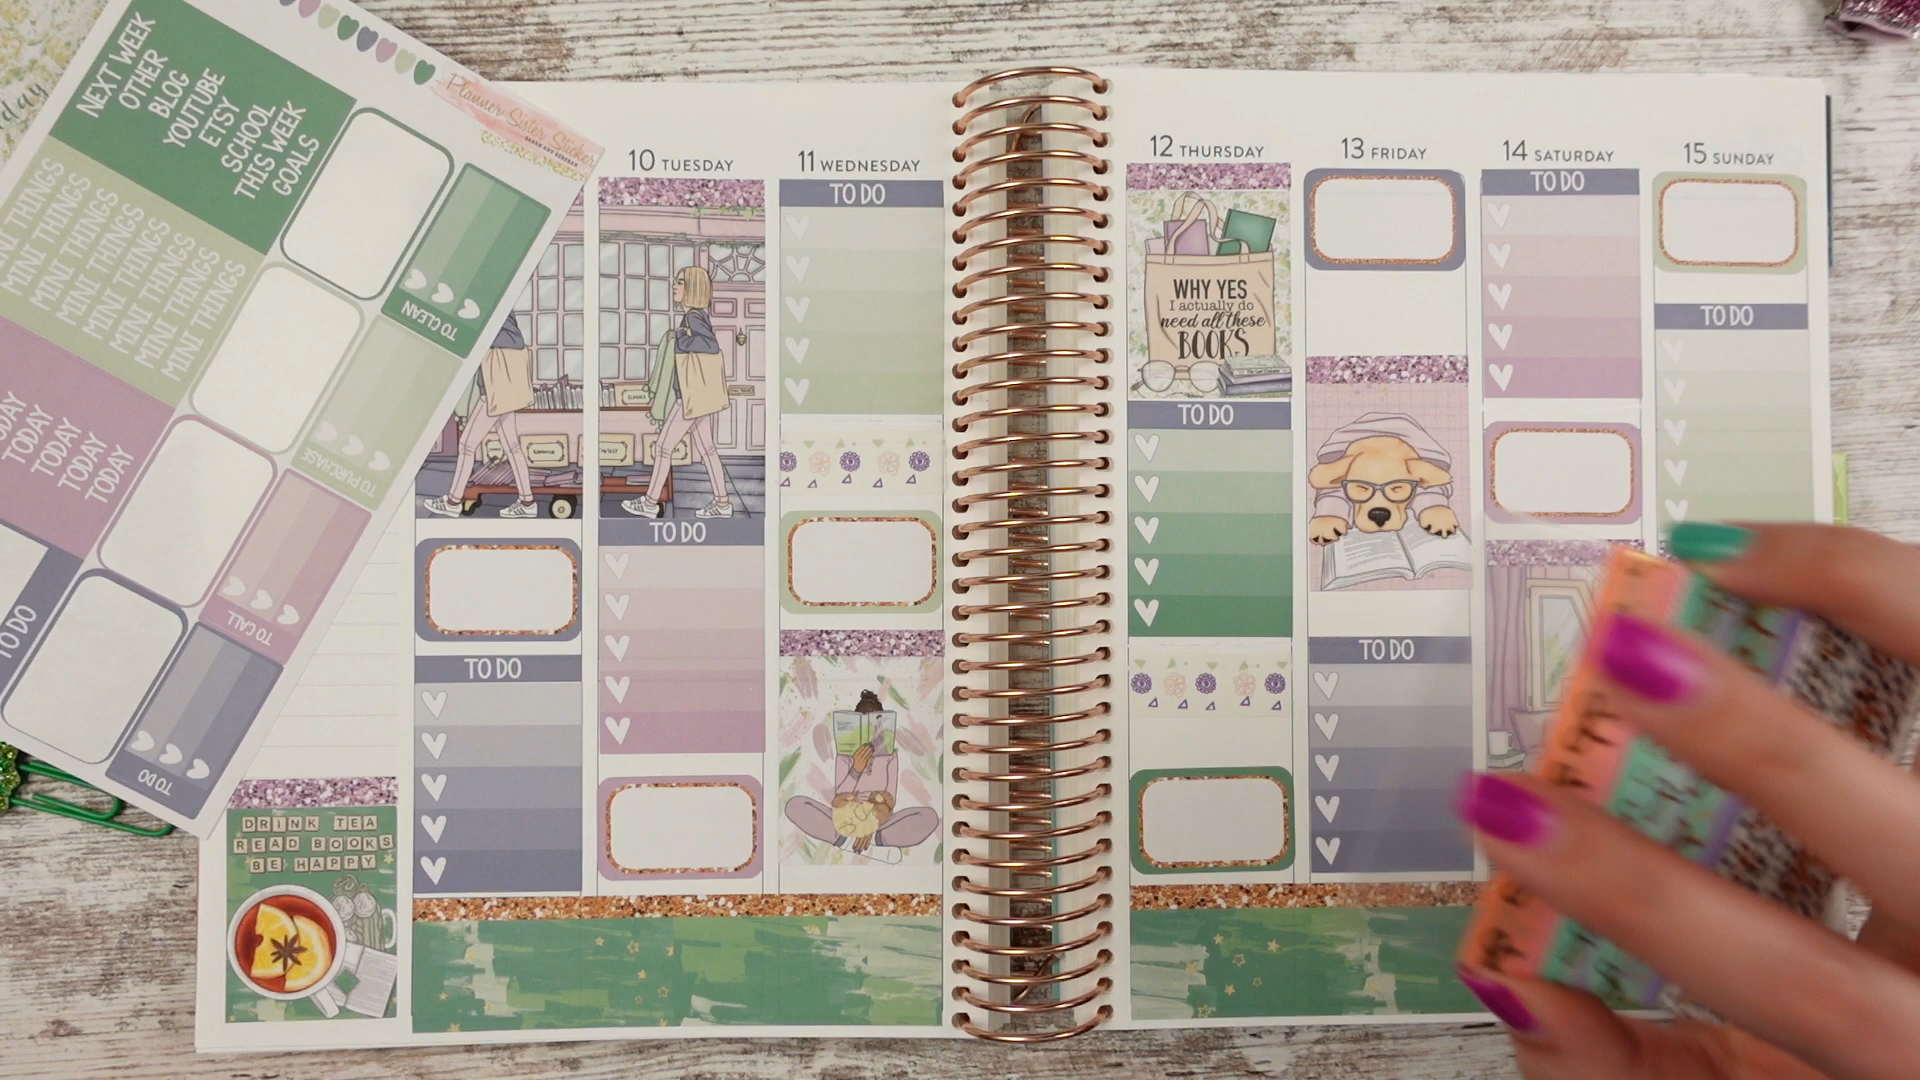 NEXT WEEK
OTHER
BLOG
YOUTUBE
ETSY
SCHOOL
THIS WEEK
GOALS
Planner Sister Stickers
MINI THINGS
MINI THINGS
MINI THINGS
MINI THINGS
MINI THINGS
MINI THINGS
MINI THINGS
TODAY
TODAY
TODAY
TODAY
TO DO
TO CLEAN
TO PURCHASE
TO CALL
TO DO
DRINK TEA
READ BOOKS
BE HAPPY
TO DO
10 TUESDAY
TO DO
11 WEDNESDAY
TO DO
12 THURSDAY
WHY YES
I actually do
need all these
BOOKS
TO DO
13 FRIDAY
TO DO
14 SATURDAY
TO DO
15 SUNDAY
TO DO